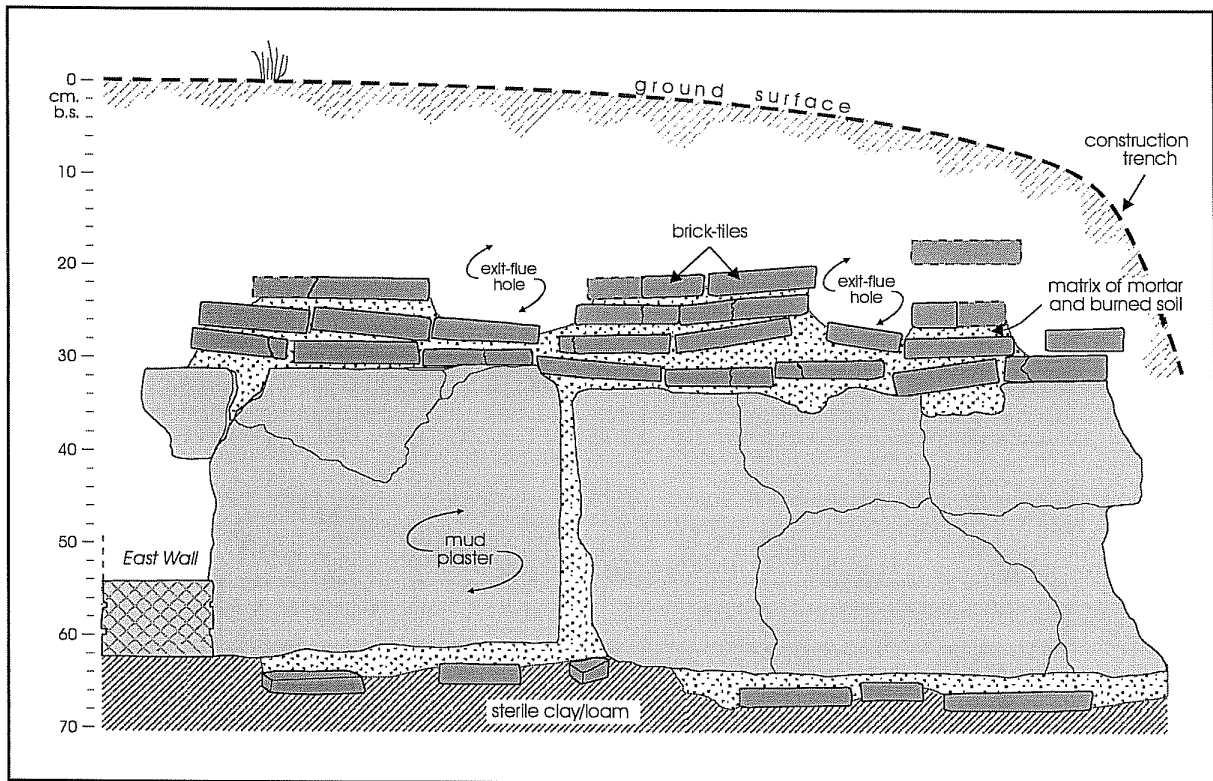 0
cm.
b.s.
10
20
30
40
50
60
70
ground surface
construction
trench
brick-tiles
exit-flue
hole
exit-flue
hole
matrix of mortar
and burned soil
mud
plaster
East Wall
sterile clay/loam